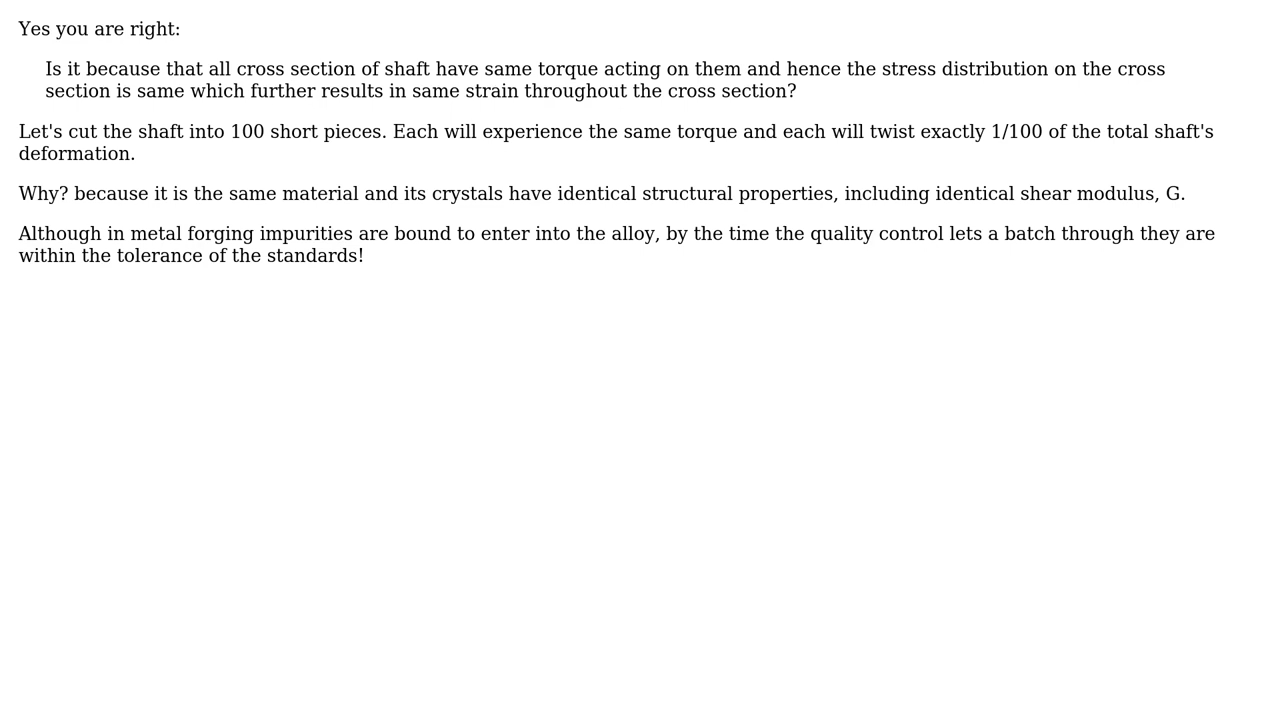 Yes you are right:
Is it because that all cross section of shaft have same torque acting on them and hence the stress distribution on the cross
section is same which further results in same strain throughout the cross section?
Let's cut the shaft into 100 short pieces. Each will experience the same torque and each will twist exactly 1/100 of the total shaft's
deformation.
Why? because it is the same material and its crystals have identical structural properties, including identical shear modulus, G.
Although in metal forging impurities are bound to enter into the alloy, by the time the quality control lets a batch through they are
within the tolerance of the standards!